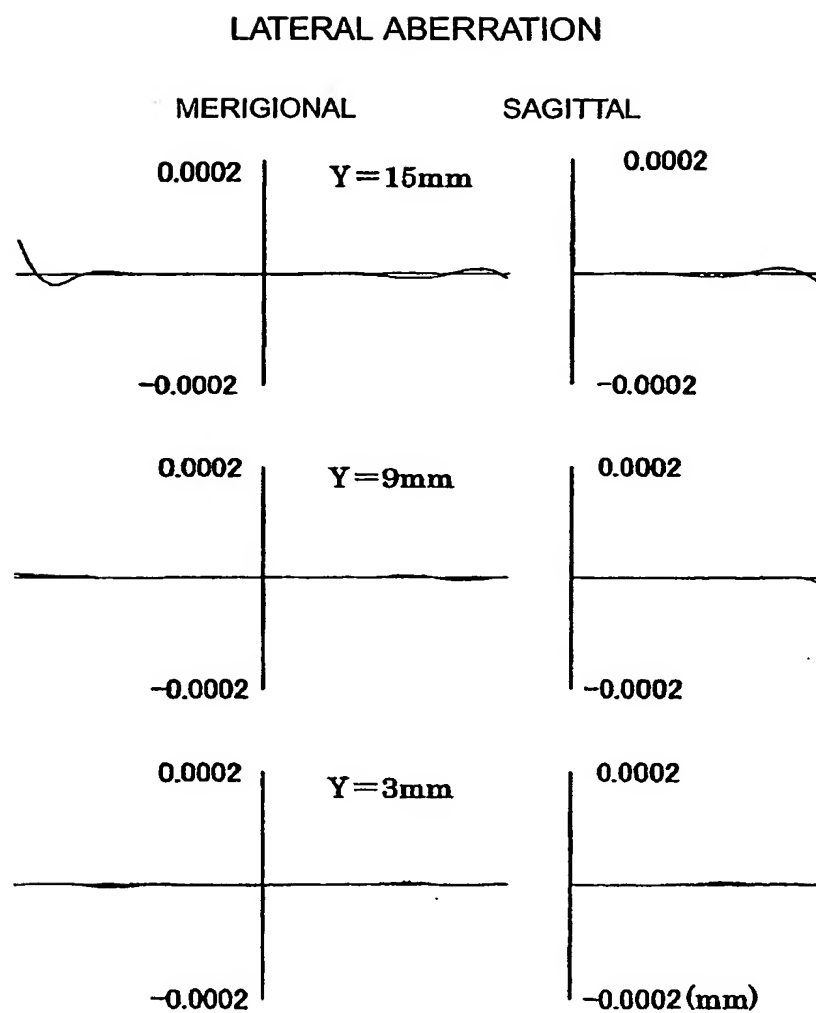 LATERAL ABERRATION
MERIGIONAL SAGITTAL
0.0002 Y=15mm 0.0002
-0.0002 -0.0002
0.0002 Y=9mm 0.0002
-0.0002 -0.0002
0.0002 Y=3mm 0.0002
-0.0002 -0.0002(mm)